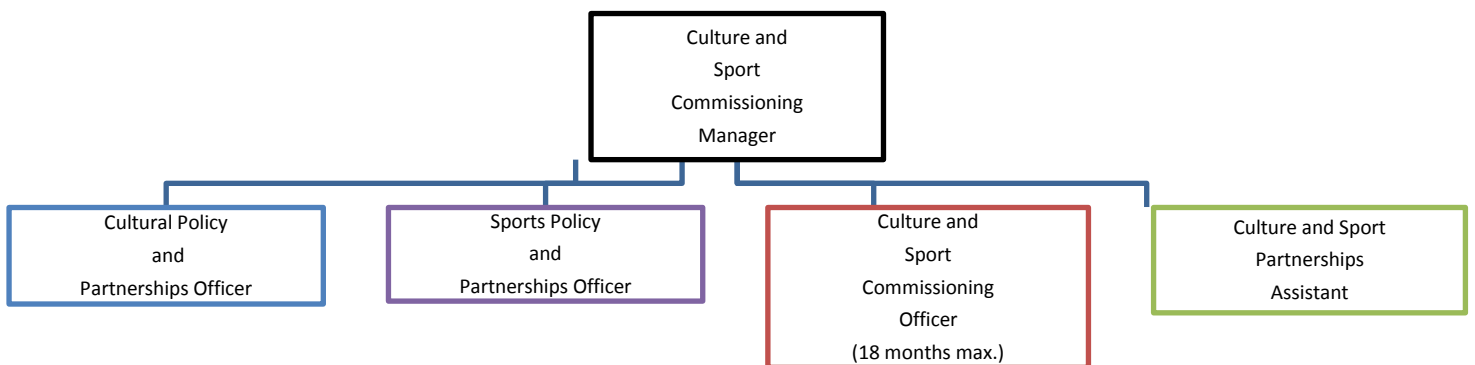 Culture and
Sport
Commissioning
Manager
Cultural Policy
and
Partnerships Officer
Sports Policy
and
Partnerships Officer
Culture and
Sport
Commissioning
Officer
(18 months max.)
Culture and Sport
Partnerships
Assistant